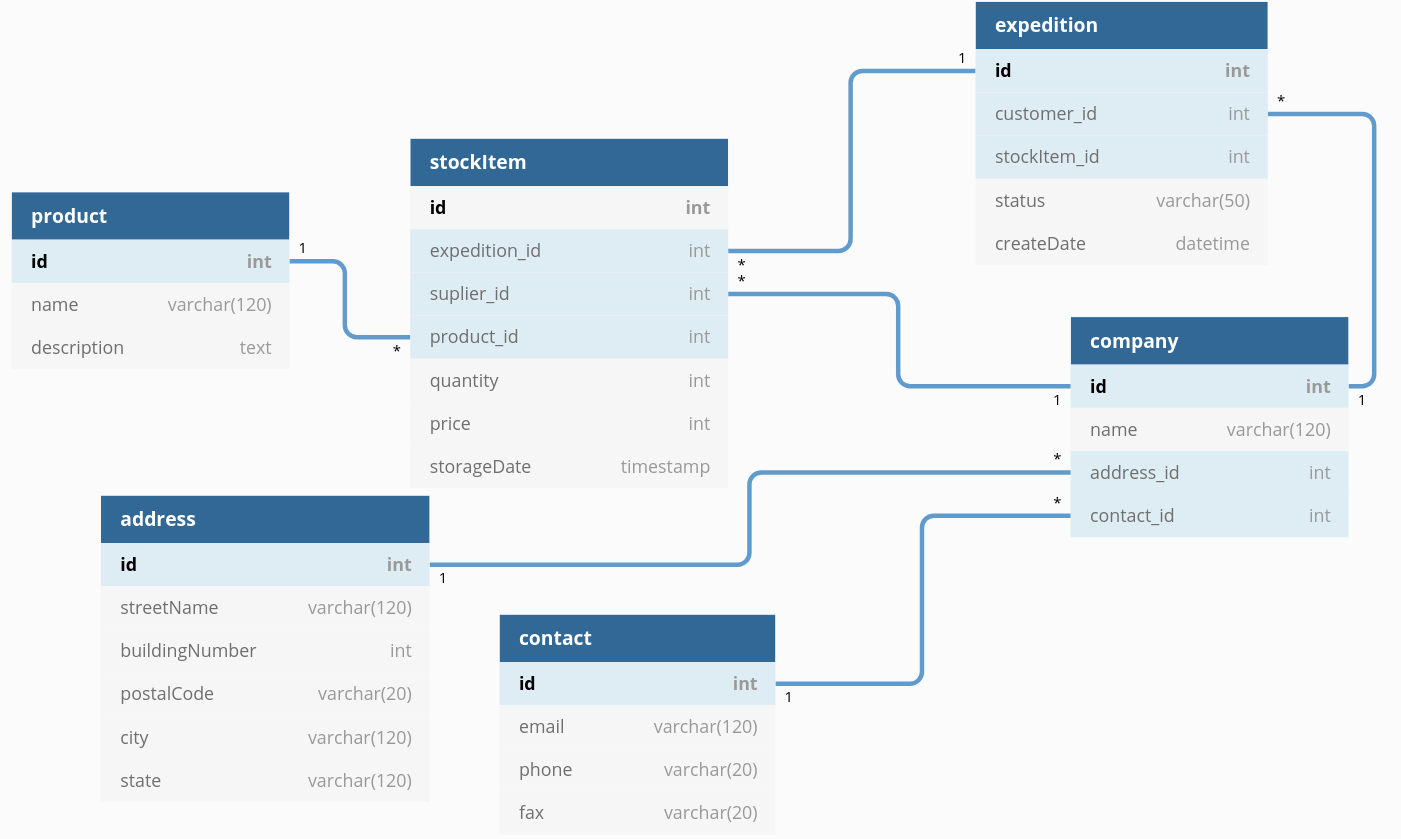 expedition
1
id int
*
customer_id int
stockItem_id int
status varchar(50)
createDate datetime
stockItem
id int
expedition_id int
*
*
suplier_id int
product_id int
quantity int
price int
storageDate timestamp
product
1
id int
name varchar(120)
description text
*
company
id int
1
1
name varchar(120)
*
address_id int
*
contact_id int
address
id int
1
streetName varchar(120)
buildingNumber int
postalCode varchar(20)
city varchar(120)
state varchar(120)
contact
id int
1
email varchar(120)
phone varchar(20)
fax varchar(20)